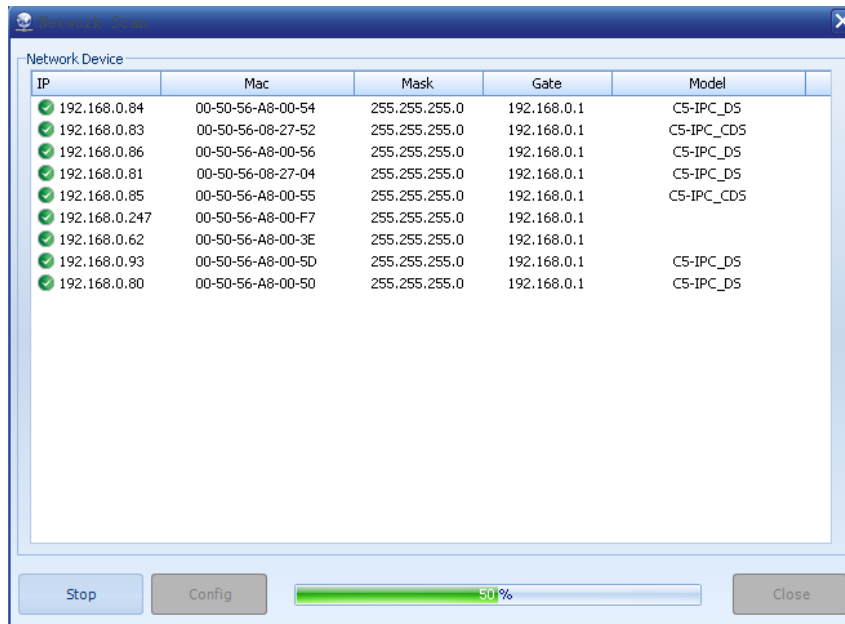 Network Scan
Network Device
IP Mac Mask Gate Model
192.168.0.84 00-50-56-A8-00-54 255.255.255.0 192.168.0.1 C5-IPC_DS
192.168.0.83 00-50-56-08-27-52 255.255.255.0 192.168.0.1 C5-IPC_CDS
192.168.0.86 00-50-56-A8-00-56 255.255.255.0 192.168.0.1 C5-IPC_DS
192.168.0.81 00-50-56-08-27-04 255.255.255.0 192.168.0.1 C5-IPC_DS
192.168.0.85 00-50-56-A8-00-55 255.255.255.0 192.168.0.1 C5-IPC_CDS
192.168.0.247 00-50-56-A8-00-F7 255.255.255.0 192.168.0.1
192.168.0.62 00-50-56-A8-00-3E 255.255.255.0 192.168.0.1
192.168.0.93 00-50-56-A8-00-5D 255.255.255.0 192.168.0.1 C5-IPC_DS
192.168.0.80 00-50-56-A8-00-50 255.255.255.0 192.168.0.1 C5-IPC_DS
Stop Config 50% Close